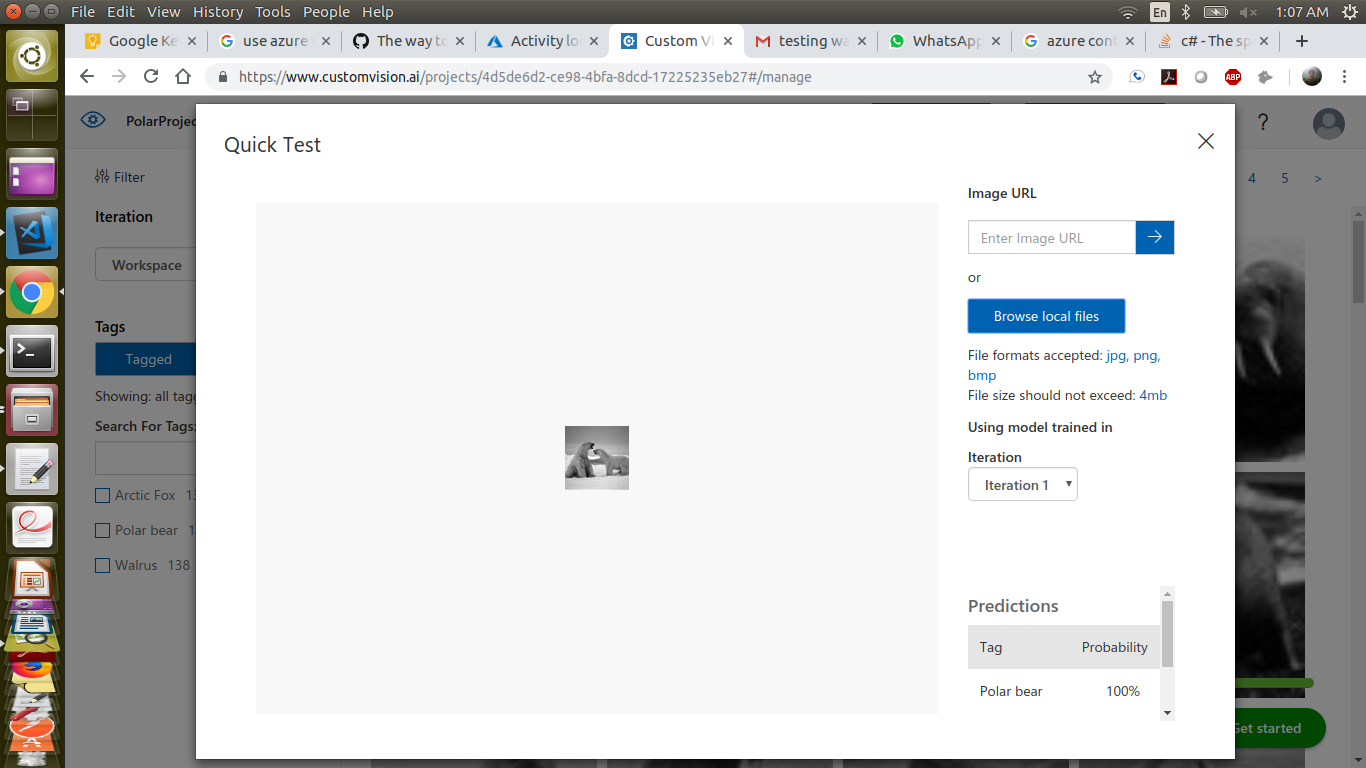 File Edit View History Tools People Help
En
1:07 AM
Google Ke
use azure
The way to
Activity lo
Custom Vi
testing wa
WhatsApp
azure con
c# - The sp
https://www.customvision.ai/projects/4d5de6d2-ce98-4bfa-8dcd-17225235eb27#/manage
ABP
PolarProjec
?
Quick Test
Filter
4 5 >
Iteration
Workspace
Tags
Tagged
Showing: all tagg
Search For Tags:
Arctic Fox 13
Polar bear 1
Walrus 138
Image URL
Enter Image URL
or
Browse local files
File formats accepted: jpg, png,
bmp
File size should not exceed: 4mb
Using model trained in
Iteration
Iteration 1
Predictions
Tag Probability
Polar bear 100%
Get started